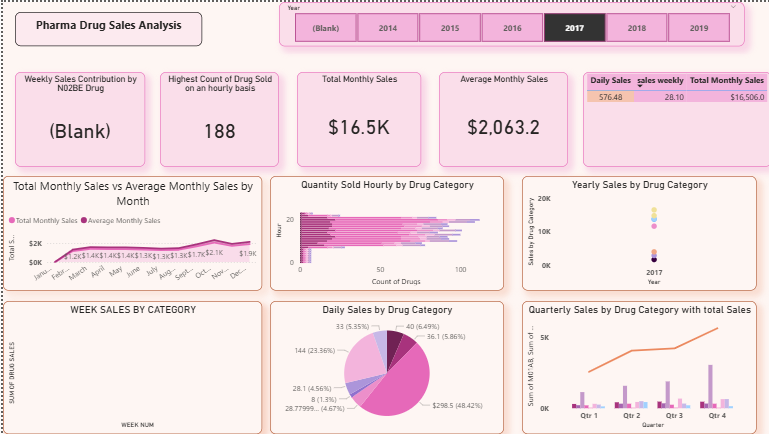 Year
Pharma Drug Sales Analysis
(Blank) 2014 2015 2016 2017 2018 2019
Weekly Sales Contribution by
N02BE Drug
(Blank)
Highest Count of Drug Sold
on an hourly basis
188
Total Monthly Sales
$16.5K
Average Monthly Sales
$2,063.2
Daily Sales sales weekly Total Monthly Sales
576.48 28.10 $16,506.0
Total Monthly Sales vs Average Monthly Sales by
Month
Total Monthly Sales Average Monthly Sales
Total S...
$2K
$0K
$1.2K $1.4K $1.4K $1.4K $1.3K $1.3K $1.3K $1.7K $2.1K $1.9K
Janu... Febr... March April May June July Aug... Sept... Oct... Nov... Dec...
Quantity Sold Hourly by Drug Category
Hour
20
0
0 50 100
Count of Drugs
Yearly Sales by Drug Category
Sales by Drug Category
20K
10K
0K
2017
Year
WEEK SALES BY CATEGORY
SUM OF DRUG SALES
WEEK NUM
Daily Sales by Drug Category
33 (5.35%)
40 (6.49%)
36.1 (5.86%)
144 (23.36%)
28.1 (4.56%)
8 (1.3%)
28.77999... (4.67%)
$298.5 (48.42%)
Quarterly Sales by Drug Category with total Sales
5K
0K
Qtr 1 Qtr 2 Qtr 3 Qtr 4
Quarter